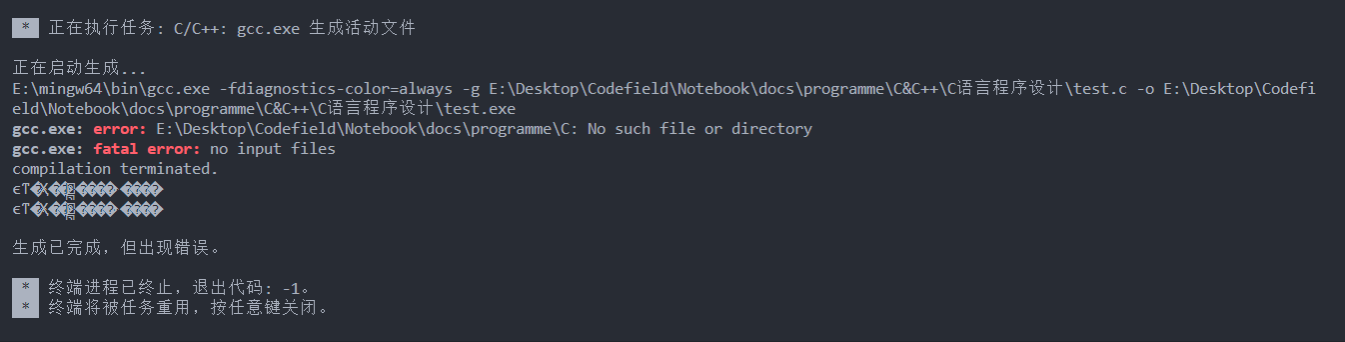 * 正在执行任务: C/C++: gcc.exe 生成活动文件
正在启动生成...
E:\mingw64\bin\gcc.exe -fdiagnostics-color=always -g E:\Desktop\Codefield\Notebook\docs\programme\C&C++\C语言程序设计\test.c -o E:\Desktop\Codefi
eld\Notebook\docs\programme\C&C++\C语言程序设计\test.exe
gcc.exe: error: E:\Desktop\Codefield\Notebook\docs\programme\C: No such file or directory
gcc.exe: fatal error: no input files
compilation terminated.
生成已完成，但出现错误。
* 终端进程已终止，退出代码: -1。
* 终端将被任务重用，按任意键关闭。